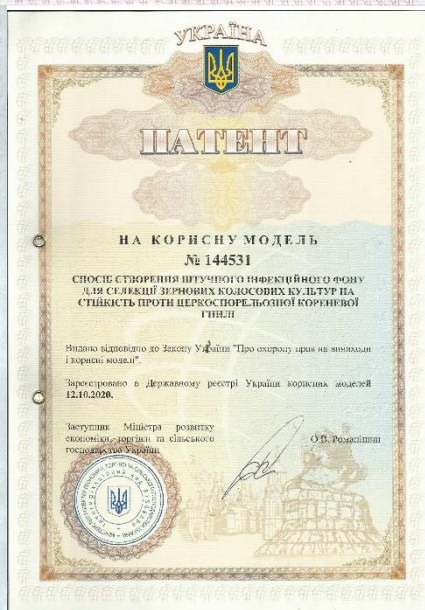 УКРАЇНА
ПАТЕНТ
НА КОРИСНУ МОДЕЛЬ
№ 144531
СПОСІБ СТВОРЕННЯ ШТУЧНОГО ІНФЕКЦІЙНОГО ФОНУ
ДЛЯ СЕЛЕКЦІЇ ЗЕРНОВИХ КОЛОСОВИХ КУЛЬТУР НА
СТІЙКІСТЬ ПРОТИ ЦЕРКОСПОРЕЛЬОЗНОЇ КОРЕНЕВОЇ
ГНИЛІ
Видано відповідно до Закону України "Про охорону прав на винаходи
і корисні моделі".
Зареєстровано в Державному реєстрі України корисних моделей
12.10.2020.
Заступник Міністра розвитку
економіки, торгівлі та сільського
господарства України
О.В. Романішин